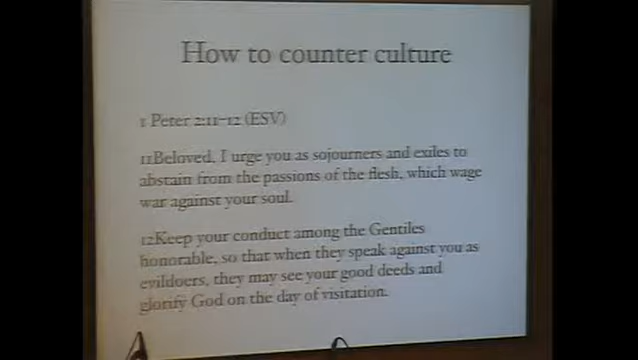 How to counter culture
1 Peter 2:11-12 (ESV)
11Beloved, I urge you as sojourners and exiles to
abstain from the passions of the flesh, which wage
war against your soul.
12Keep your conduct among the Gentiles
honorable, so that when they speak against you as
evildoers, they may see your good deeds and
glorify God on the day of visitation.